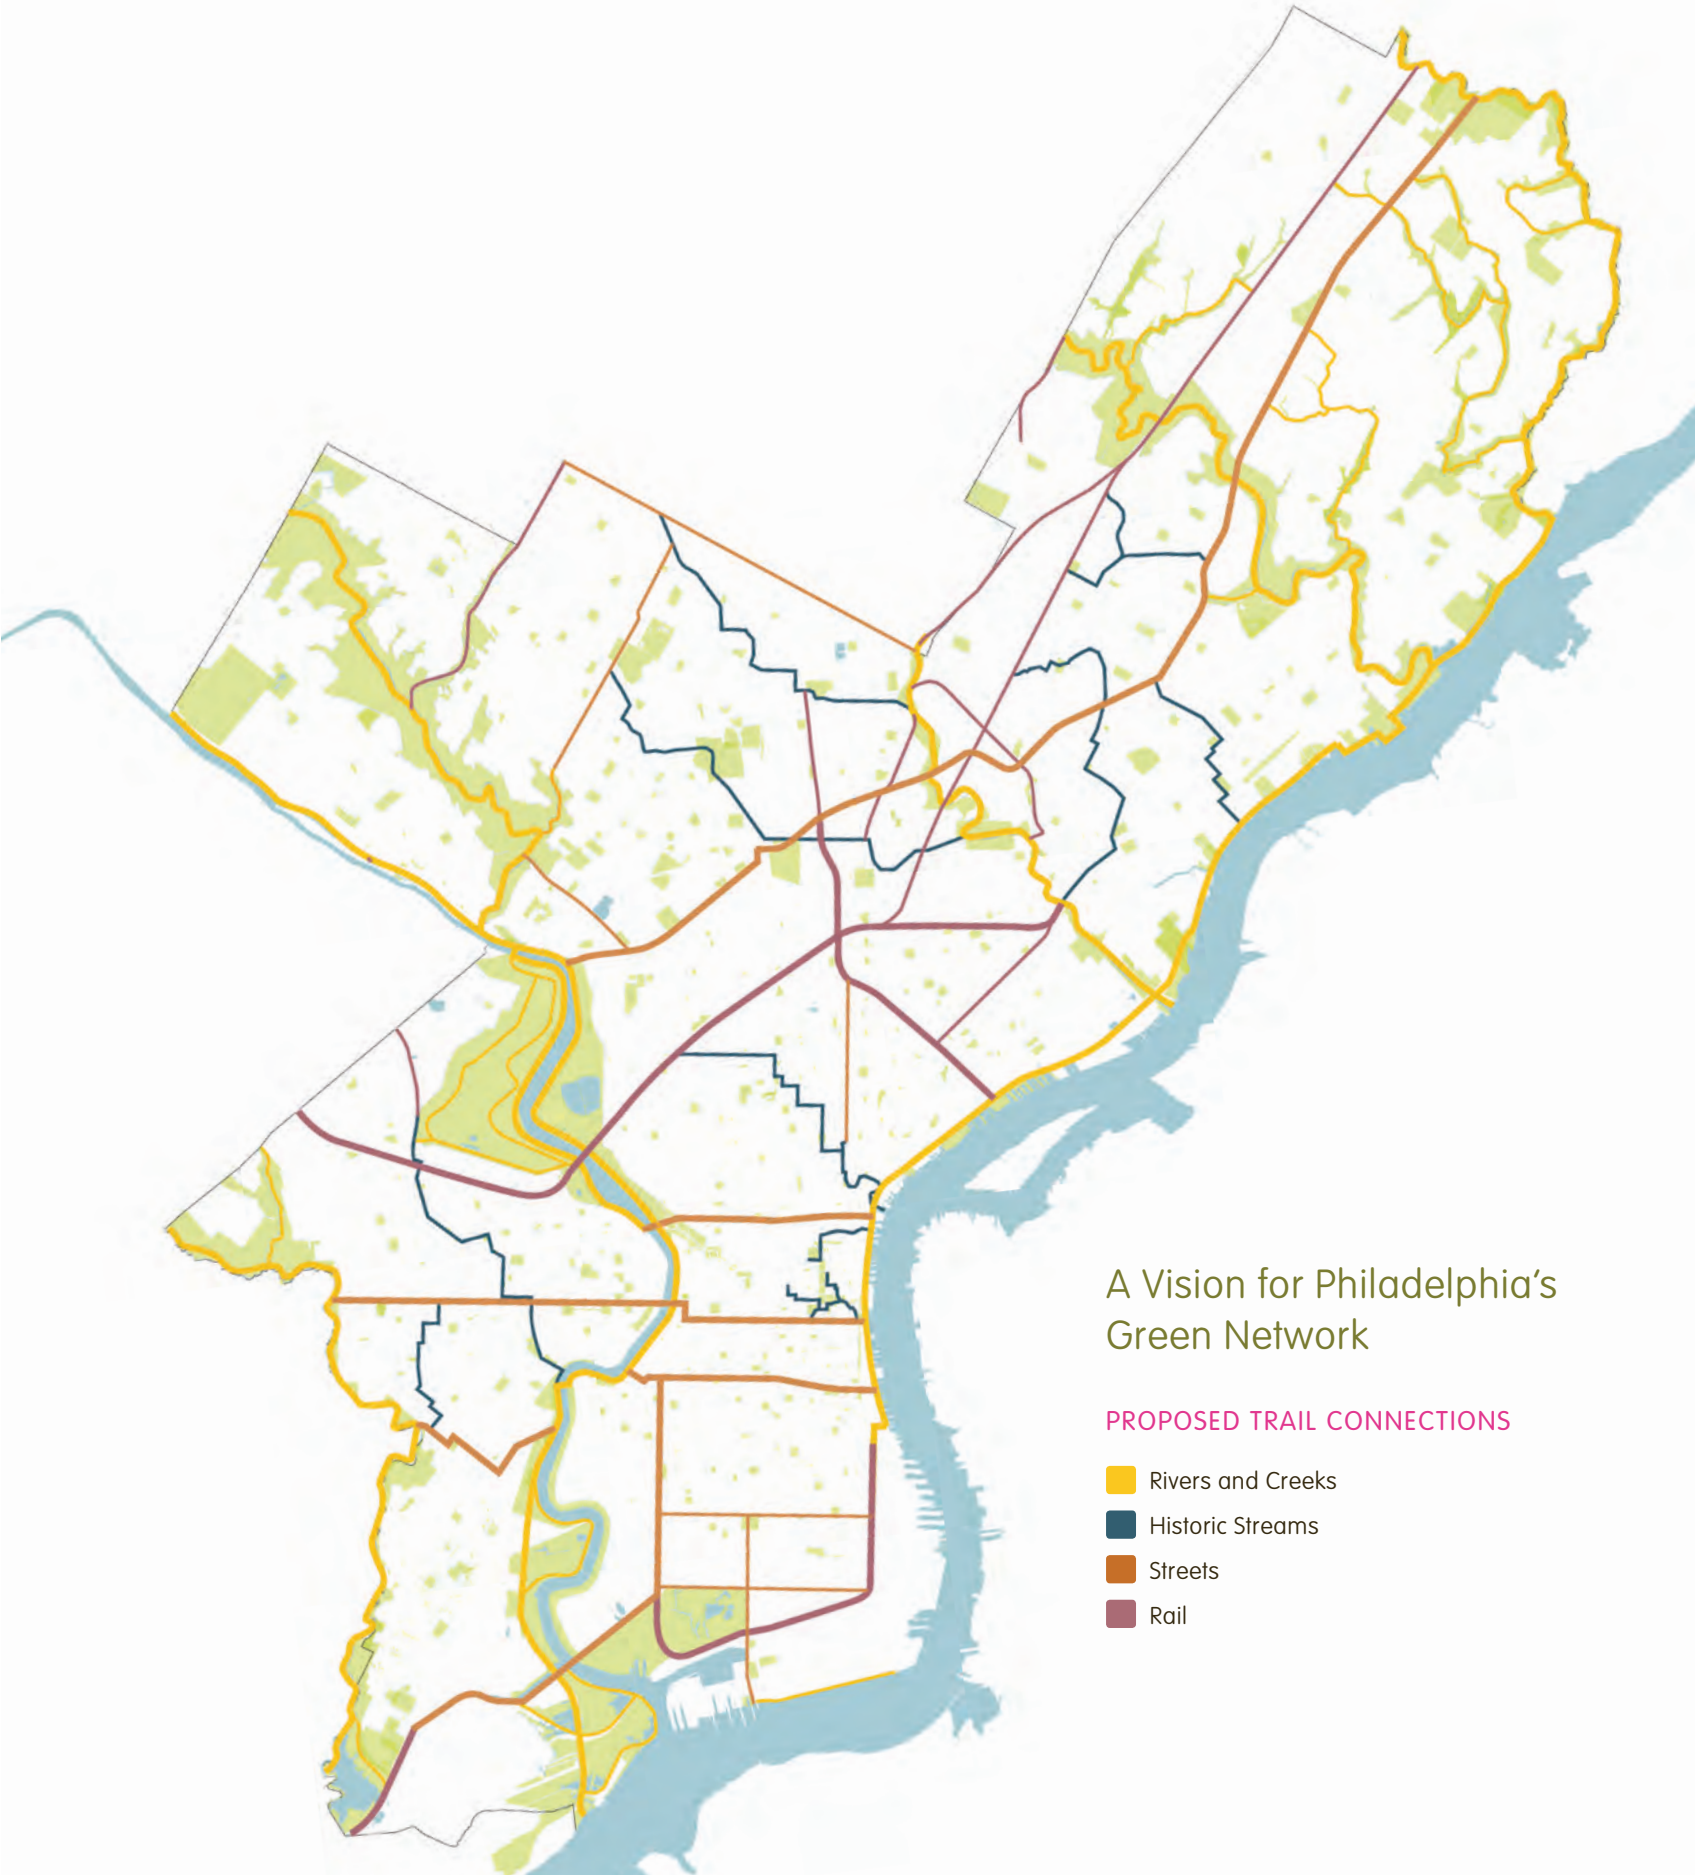 A Vision for Philadelphia's
Green Network
PROPOSED TRAIL CONNECTIONS
Rivers and Creeks
Historic Streams
Streets
Rail